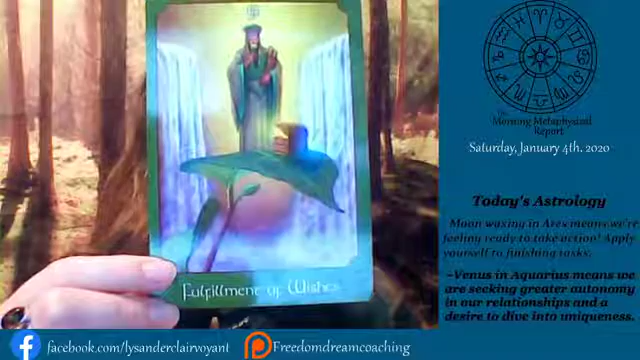 Fulfillment of Wishes
The
Morning Metaphysical
Report
Saturday, January 4th, 2020
Today's Astrology
Moon waxing in Ares means we're
feeling ready to take action! Apply
yourself to finishing tasks.
~Venus in Aquarius means we
are seeking greater autonomy
in our relationships and a
desire to dive into uniqueness.
facebook.com/lysanderclairvoyant
Freedomdreamcoaching